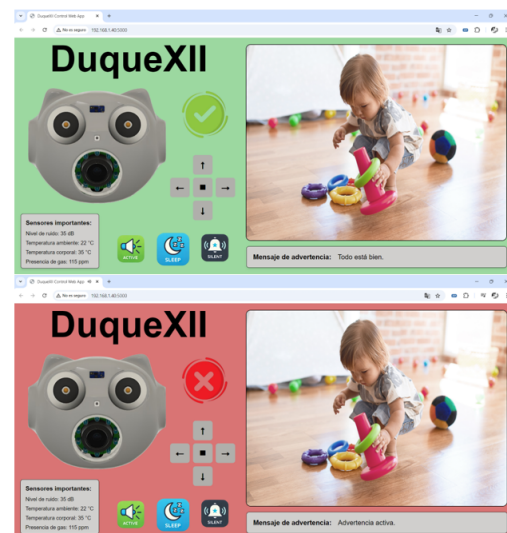 DuqueXII Control Web App
No es seguro 192.168.1.40:5000
DuqueXII
Sensores importantes:
Nivel de ruido: 35 dB
Temperatura ambiente: 22 °C
Temperatura corporal: 35 °C
Presencia de gas: 115 ppm
ACTIVE
SLEEP
SILENT
Mensaje de advertencia: Todo está bien.
DuqueXII Control Web App
No es seguro 192.168.1.40:5000
DuqueXII
Sensores importantes:
Nivel de ruido: 35 dB
Temperatura ambiente: 22 °C
Temperatura corporal: 35 °C
Presencia de gas: 115 ppm
ACTIVE
SLEEP
SILENT
Mensaje de advertencia: Advertencia activa.